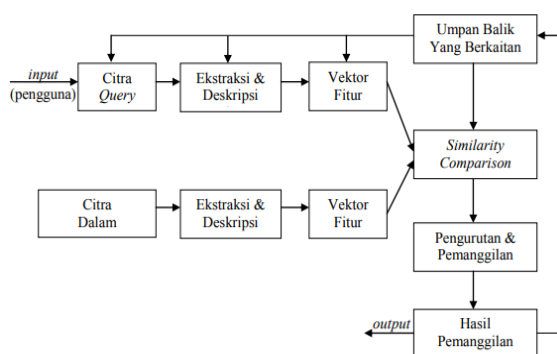 Umpan Balik
Yang Berkaitan
input
(pengguna)
Citra
Query
Ekstraksi &
Deskripsi
Vektor
Fitur
Similarity
Comparison
Citra
Dalam
Ekstraksi &
Deskripsi
Vektor
Fitur
Pengurutan &
Pemanggilan
output
Hasil
Pemanggilan